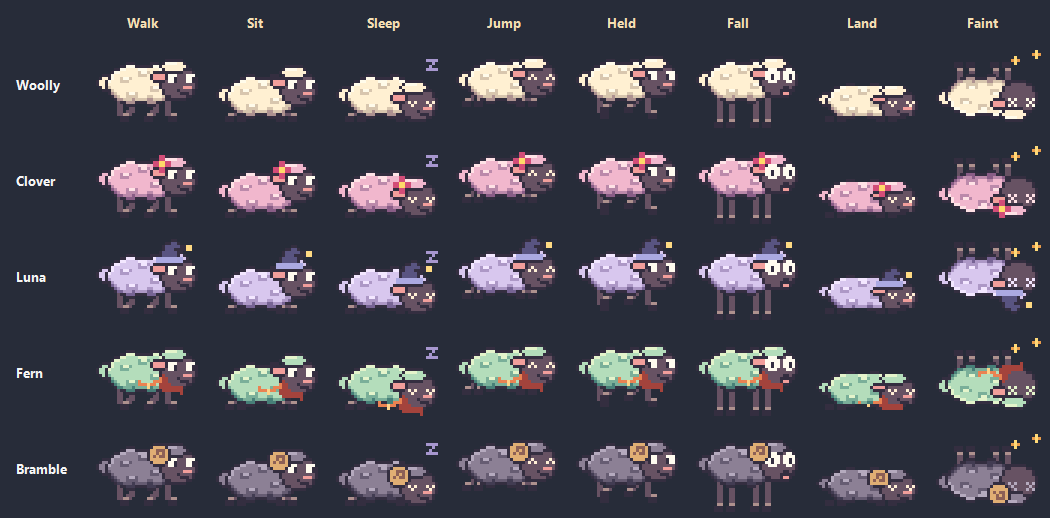 Walk Sit Sleep Jump Held Fall Land Faint
Woolly
Clover
Luna
Fern
Bramble